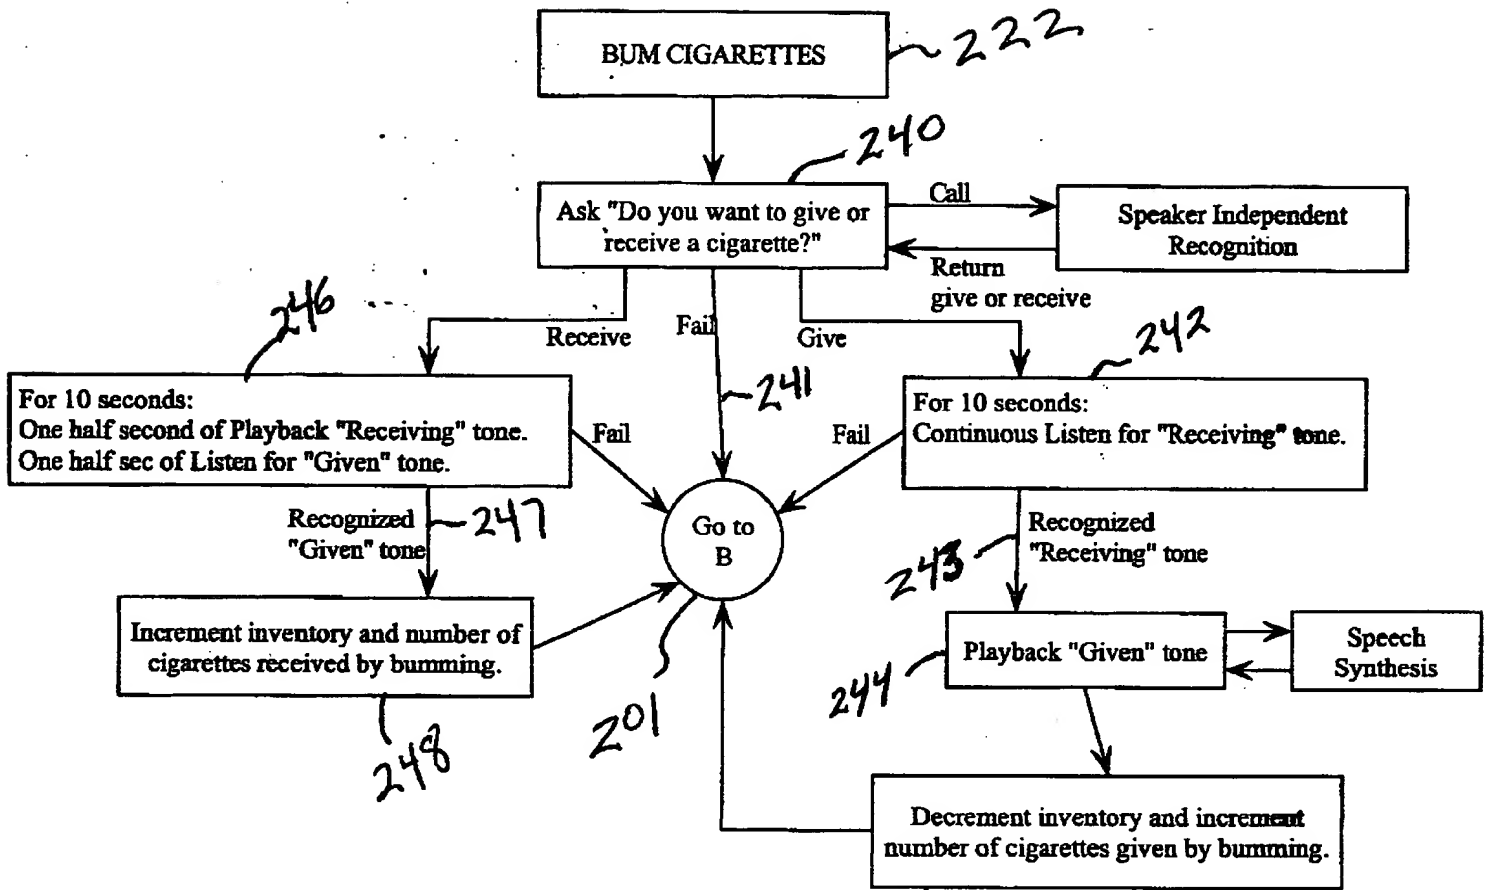 BUM CIGARETTES
222
240
Ask "Do you want to give or
receive a cigarette?"
Call
Speaker Independent
Recognition
Return
give or receive
246
Receive
Fail
Give
242
241
For 10 seconds:
One half second of Playback "Receiving" tone.
One half sec of Listen for "Given" tone.
Fail
Fail
For 10 seconds:
Continuous Listen for "Receiving" tone.
Recognized
"Given" tone
247
Go to
B
243
Recognized
"Receiving" tone
Increment inventory and number of
cigarettes received by bumming.
248
201
244
Playback "Given" tone
Speech
Synthesis
Decrement inventory and increment
number of cigarettes given by bumming.